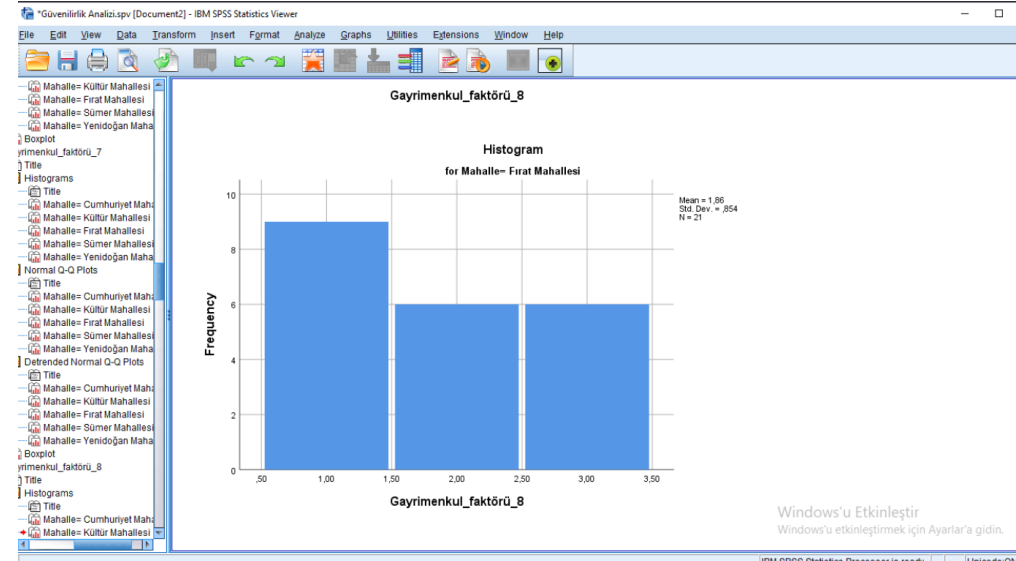 *Güvenilirlik Analizi.spv [Document2] - IBM SPSS Statistics Viewer
File Edit View Data Transform Insert Format Analyze Graphs Utilities Extensions Window Help
Mahalle= Kültür Mahallesi
Mahalle= Fırat Mahallesi
Mahalle= Sümer Mahallesi
Mahalle= Yenidoğan Maha
Boxplot
yrimenkul_faktörü_7
Title
Histograms
Title
Mahalle= Cumhuriyet Maha
Mahalle= Kültür Mahallesi
Mahalle= Fırat Mahallesi
Mahalle= Sümer Mahallesi
Mahalle= Yenidoğan Maha
Normal Q-Q Plots
Title
Mahalle= Cumhuriyet Maha
Mahalle= Kültür Mahallesi
Mahalle= Fırat Mahallesi
Mahalle= Sümer Mahallesi
Mahalle= Yenidoğan Maha
Detrended Normal Q-Q Plots
Title
Mahalle= Cumhuriyet Maha
Mahalle= Kültür Mahallesi
Mahalle= Fırat Mahallesi
Mahalle= Sümer Mahallesi
Mahalle= Yenidoğan Maha
Boxplot
yrimenkul_faktörü_8
Title
Histograms
Title
Mahalle= Cumhuriyet Maha
Mahalle= Kültür Mahallesi
Gayrimenkul_faktörü_8
Histogram
for Mahalle= Fırat Mahallesi
Mean = 1,86
Std. Dev. = ,854
N = 21
Frequency
10
8
6
4
2
0
,50 1,00 1,50 2,00 2,50 3,00 3,50
Gayrimenkul_faktörü_8
Windows'u Etkinleştir
Windows'u etkinleştirmek için Ayarlar'a gidin.